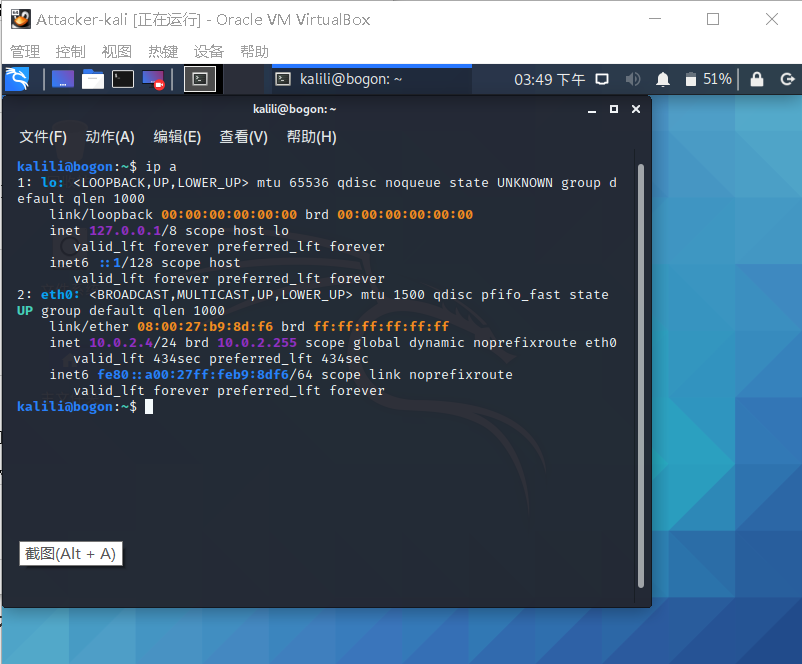 Attacker-kali [正在运行] - Oracle VM VirtualBox
管理 控制 视图 热键 设备 帮助
kalili@bogon: ~ 03:49 下午 51%
kalili@bogon: ~
文件(F) 动作(A) 编辑(E) 查看(V) 帮助(H)
kalili@bogon:~$ ip a
1: lo: <LOOPBACK,UP,LOWER_UP> mtu 65536 qdisc noqueue state UNKNOWN group d
efault qlen 1000
    link/loopback 00:00:00:00:00:00 brd 00:00:00:00:00:00
    inet 127.0.0.1/8 scope host lo
       valid_lft forever preferred_lft forever
    inet6 ::1/128 scope host
       valid_lft forever preferred_lft forever
2: eth0: <BROADCAST,MULTICAST,UP,LOWER_UP> mtu 1500 qdisc pfifo_fast state
UP group default qlen 1000
    link/ether 08:00:27:b9:8d:f6 brd ff:ff:ff:ff:ff:ff
    inet 10.0.2.4/24 brd 10.0.2.255 scope global dynamic noprefixroute eth0
       valid_lft 434sec preferred_lft 434sec
    inet6 fe80::a00:27ff:feb9:8df6/64 scope link noprefixroute
       valid_lft forever preferred_lft forever
kalili@bogon:~$
截图(Alt + A)